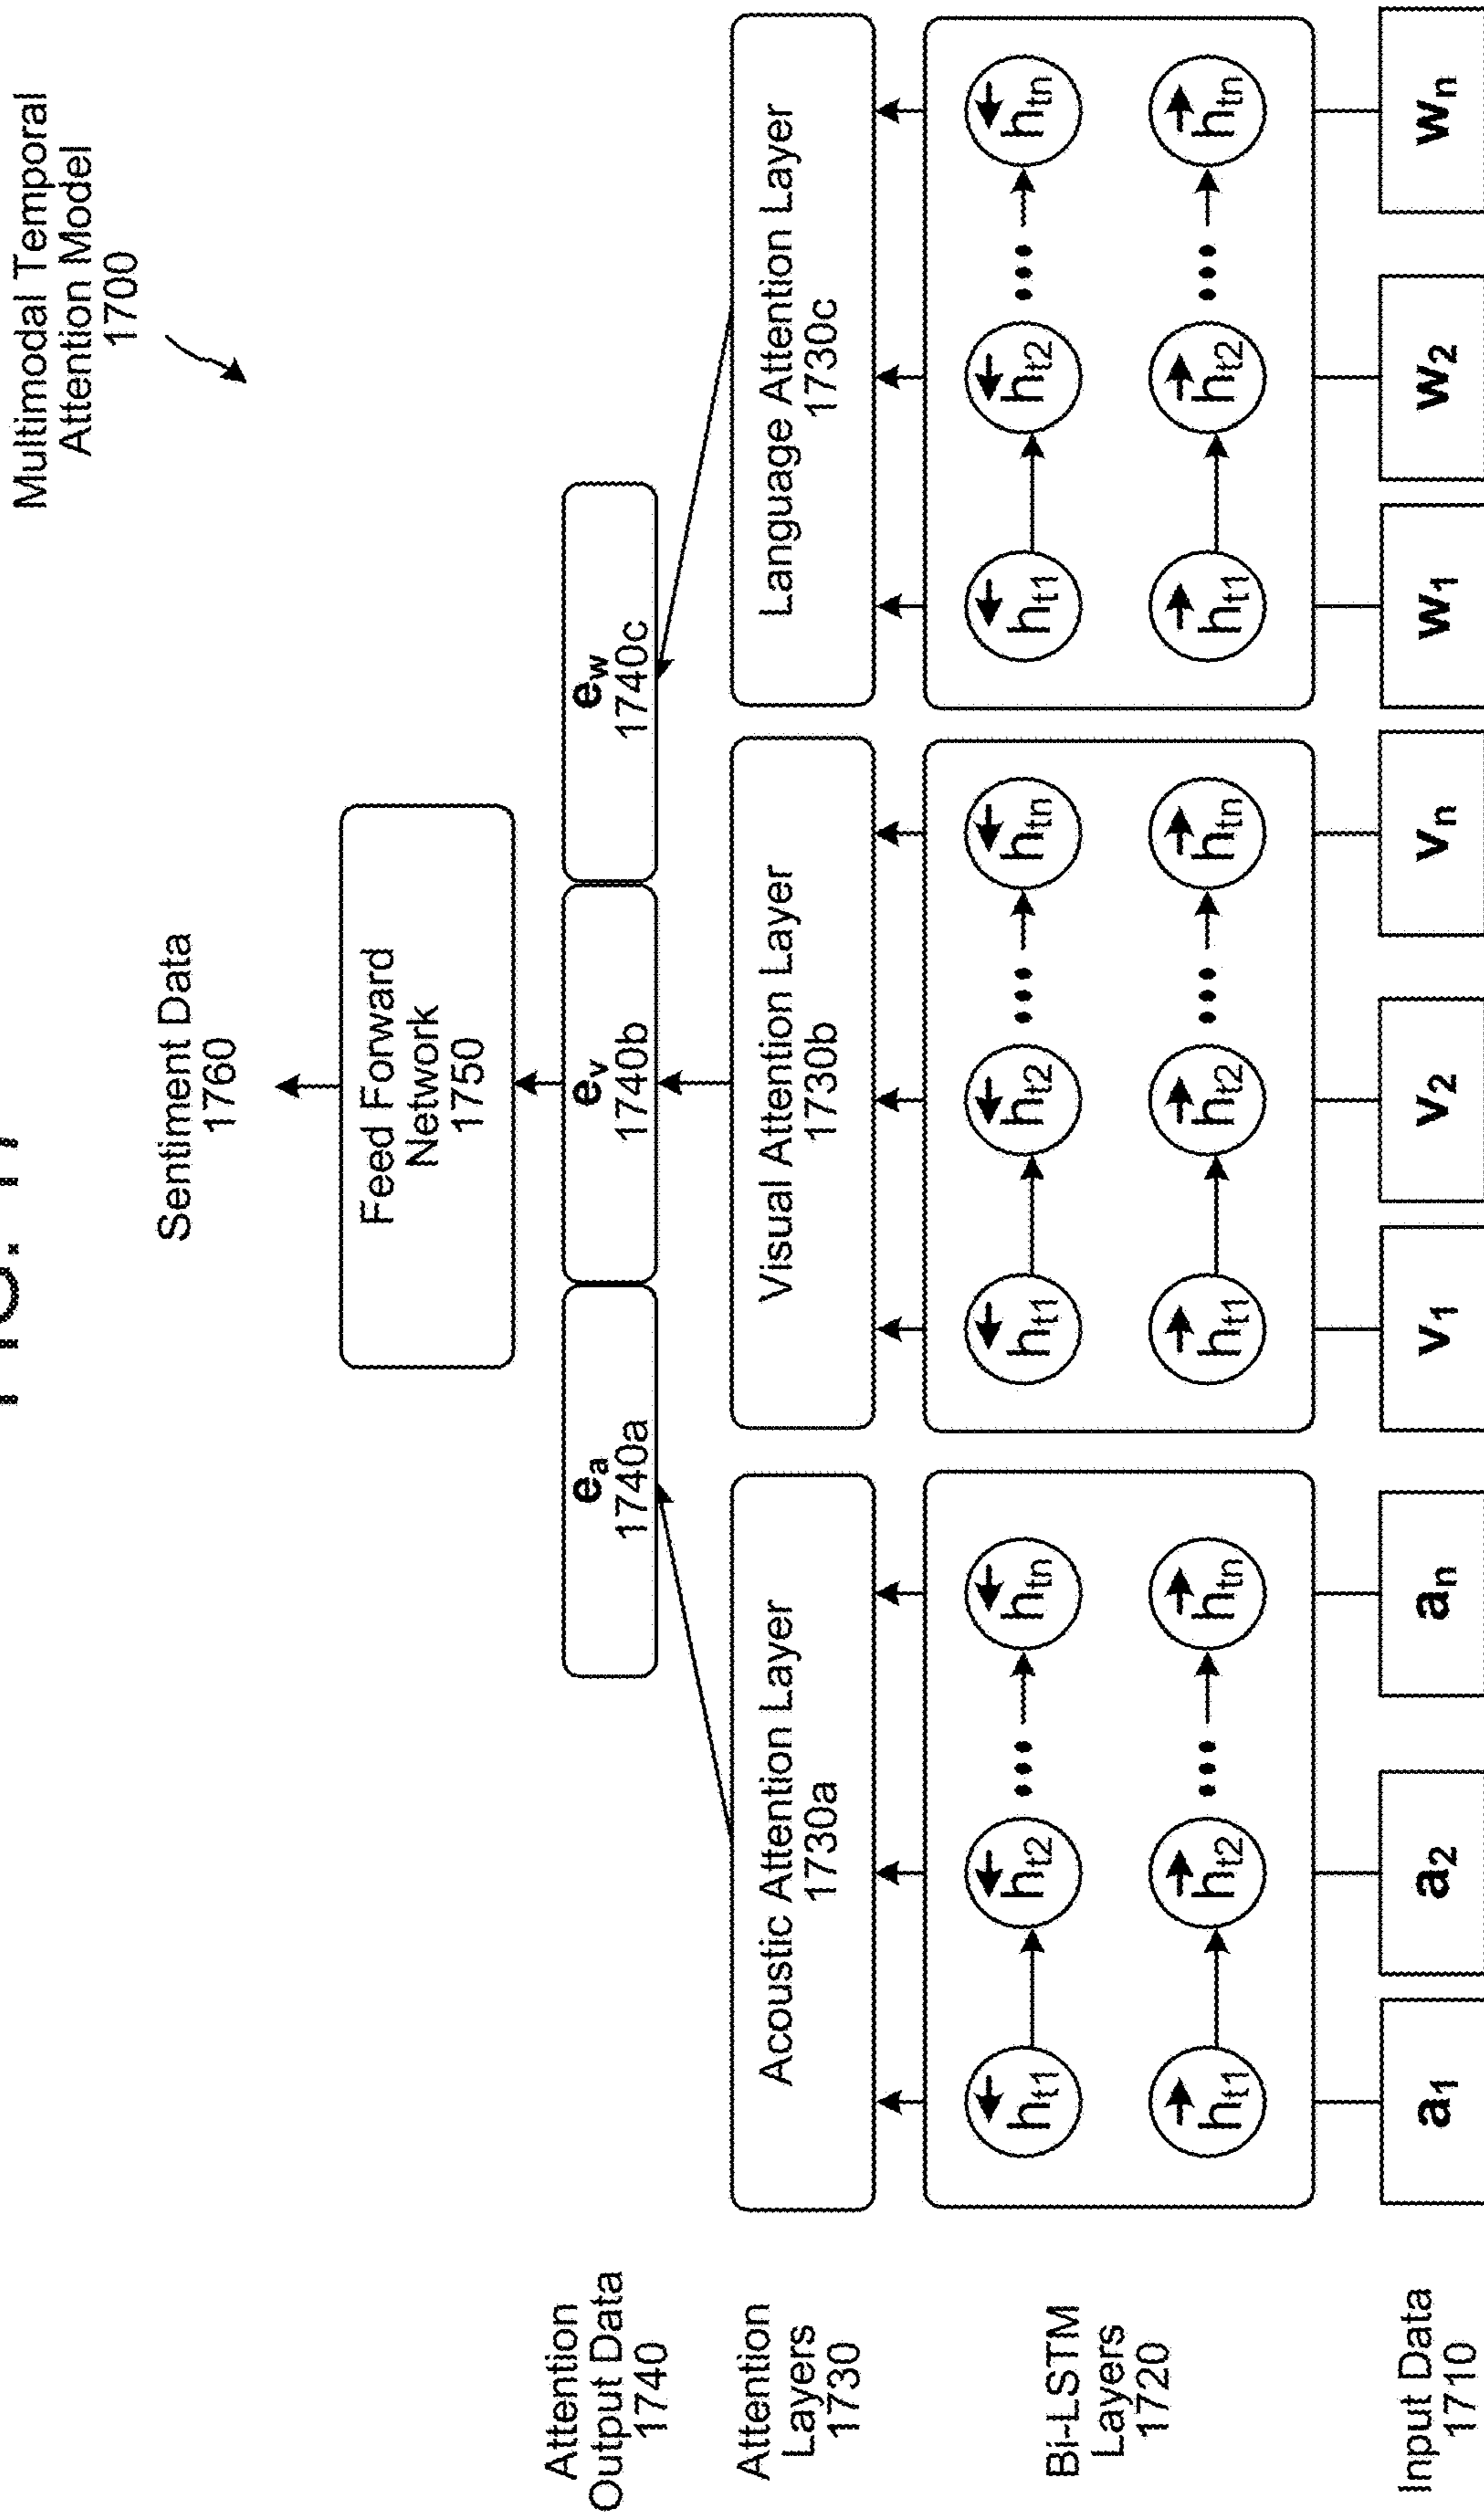 FIG. 17
Multimodal Temporal
Attention Model
1700
Sentiment Data
1760
Feed Forward
Network
1750
Attention
Output Data
1740
e_a
1740a
e_v
1740b
e_w
1740c
Attention
Layers
1730
Acoustic Attention Layer
1730a
Visual Attention Layer
1730b
Language Attention Layer
1730c
Bi-LSTM
Layers
1720
h_t1 h_t2 ... h_tn
h_t1 h_t2 ... h_tn
h_t1 h_t2 ... h_tn
h_t1 h_t2 ... h_tn
h_t1 h_t2 ... h_tn
h_t1 h_t2 ... h_tn
Input Data
1710
a_1 a_2 a_n v_1 v_2 v_n w_1 w_2 w_n